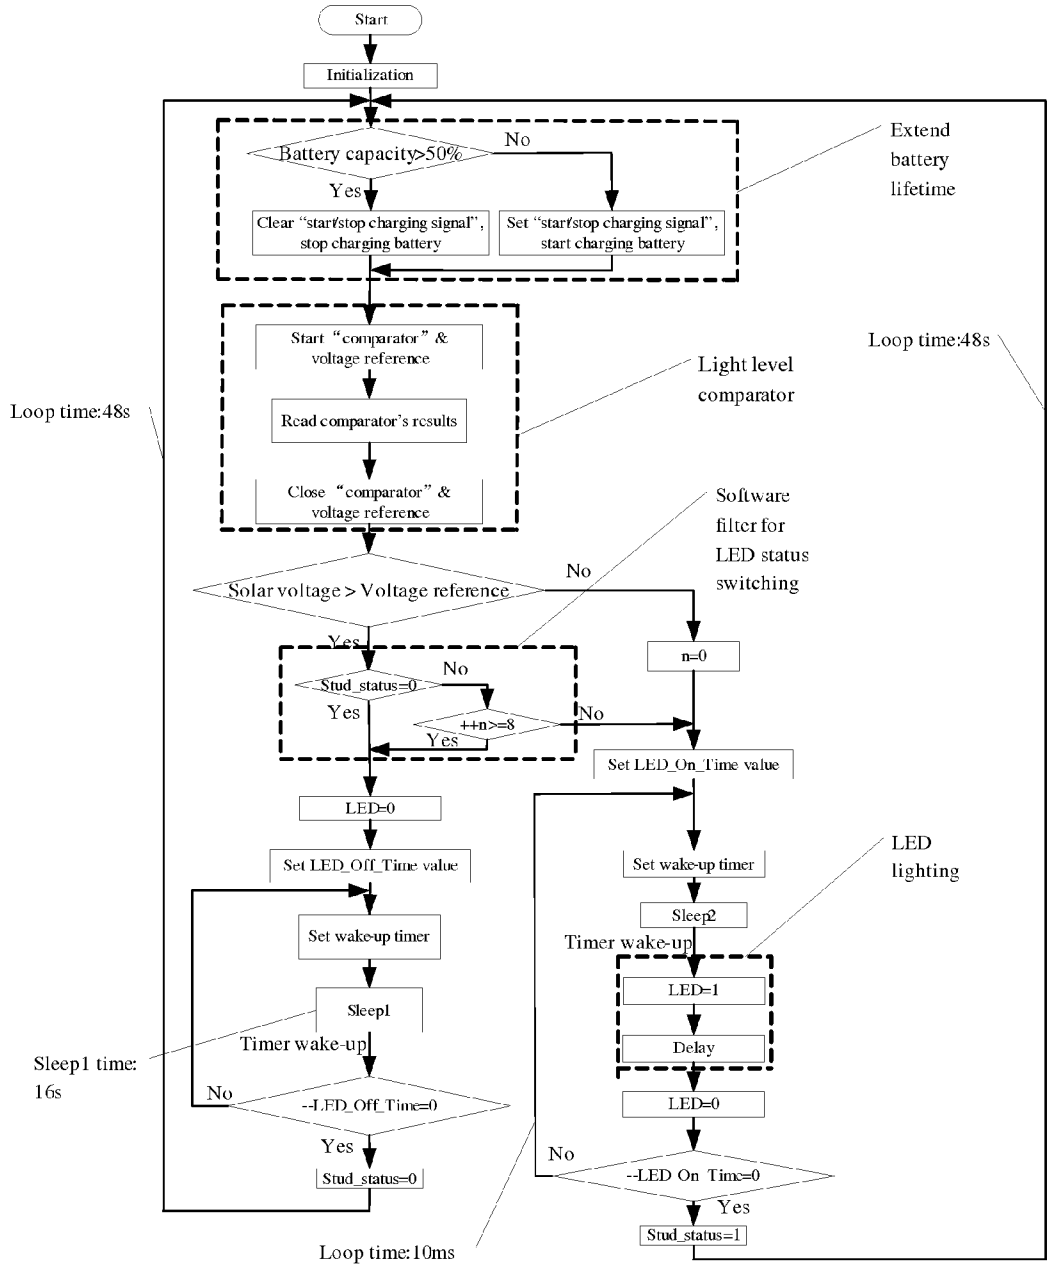 Start
Initialization
Battery capacity>50%
No
Yes
Extend
battery
lifetime
Clear “start/stop charging signal”,
stop charging battery
Set “start/stop charging signal”,
start charging battery
Start “comparator” &
voltage reference
Loop time:48s
Light level
comparator
Loop time:48s
Read comparator’s results
Close “comparator” &
voltage reference
Software
filter for
LED status
switching
Solar voltage > Voltage reference
No
Yes
n=0
Stud_status=0
No
Yes
++n>=8
No
Yes
Set LED_On_Time value
LED=0
Set LED_Off_Time value
Set wake-up timer
LED
lighting
Set wake-up timer
Sleep2
Timer wake-up
LED=1
Sleep1
Timer wake-up
Delay
Sleep1 time:
16s
No
--LED_Off_Time=0
LED=0
Yes
No
--LED On Time=0
Stud_status=0
Yes
Stud_status=1
Loop time:10ms